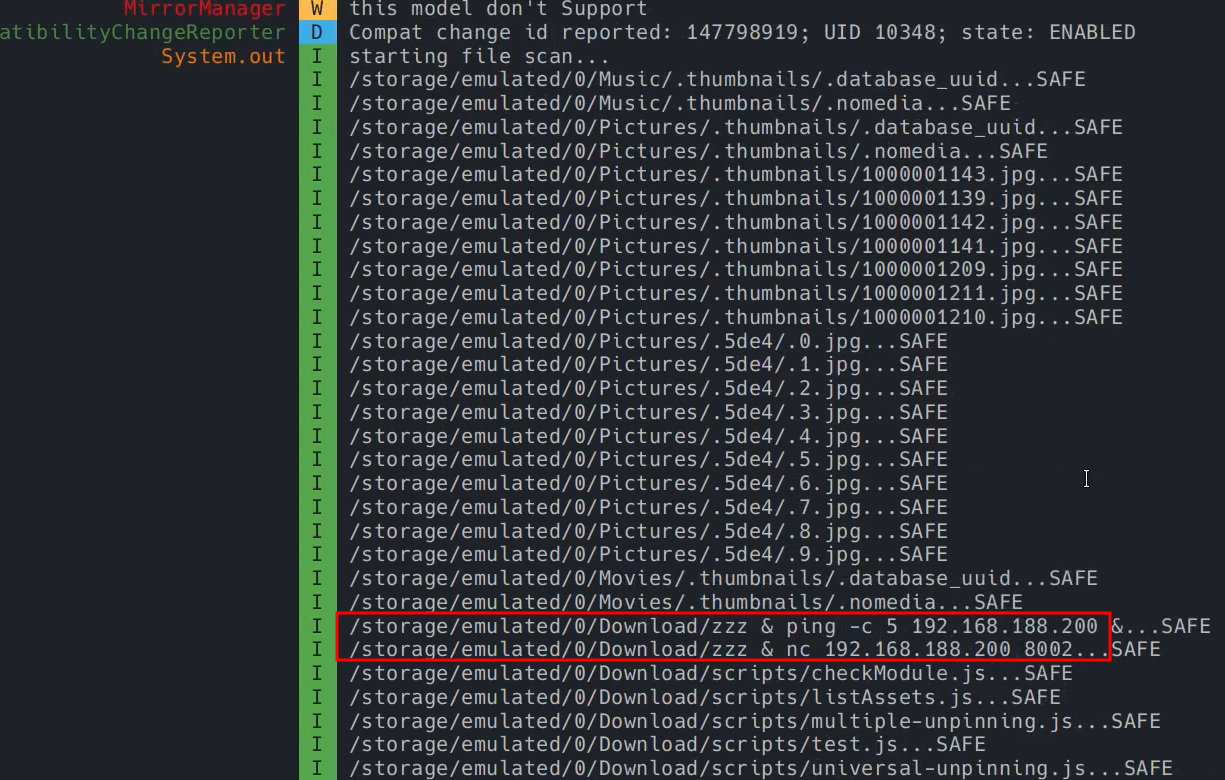 MirrorManager W this model don't Support
atibilityChangeReporter D Compat change id reported: 147798919; UID 10348; state: ENABLED
System.out I starting file scan...
I /storage/emulated/0/Music/.thumbnails/.database_uuid...SAFE
I /storage/emulated/0/Music/.thumbnails/.nomedia...SAFE
I /storage/emulated/0/Pictures/.thumbnails/.database_uuid...SAFE
I /storage/emulated/0/Pictures/.thumbnails/.nomedia...SAFE
I /storage/emulated/0/Pictures/.thumbnails/1000001143.jpg...SAFE
I /storage/emulated/0/Pictures/.thumbnails/1000001139.jpg...SAFE
I /storage/emulated/0/Pictures/.thumbnails/1000001142.jpg...SAFE
I /storage/emulated/0/Pictures/.thumbnails/1000001141.jpg...SAFE
I /storage/emulated/0/Pictures/.thumbnails/1000001209.jpg...SAFE
I /storage/emulated/0/Pictures/.thumbnails/1000001211.jpg...SAFE
I /storage/emulated/0/Pictures/.thumbnails/1000001210.jpg...SAFE
I /storage/emulated/0/Pictures/.5de4/.0.jpg...SAFE
I /storage/emulated/0/Pictures/.5de4/.1.jpg...SAFE
I /storage/emulated/0/Pictures/.5de4/.2.jpg...SAFE
I /storage/emulated/0/Pictures/.5de4/.3.jpg...SAFE
I /storage/emulated/0/Pictures/.5de4/.4.jpg...SAFE
I /storage/emulated/0/Pictures/.5de4/.5.jpg...SAFE
I /storage/emulated/0/Pictures/.5de4/.6.jpg...SAFE
I /storage/emulated/0/Pictures/.5de4/.7.jpg...SAFE
I /storage/emulated/0/Pictures/.5de4/.8.jpg...SAFE
I /storage/emulated/0/Pictures/.5de4/.9.jpg...SAFE
I /storage/emulated/0/Movies/.thumbnails/.database_uuid...SAFE
I /storage/emulated/0/Movies/.thumbnails/.nomedia...SAFE
I /storage/emulated/0/Download/zzz & ping -c 5 192.168.188.200 &...SAFE
I /storage/emulated/0/Download/zzz & nc 192.168.188.200 8002...SAFE
I /storage/emulated/0/Download/scripts/checkModule.js...SAFE
I /storage/emulated/0/Download/scripts/listAssets.js...SAFE
I /storage/emulated/0/Download/scripts/multiple-unpinning.js...SAFE
I /storage/emulated/0/Download/scripts/test.js...SAFE
I /storage/emulated/0/Download/scripts/universal-unpinning.js...SAFE